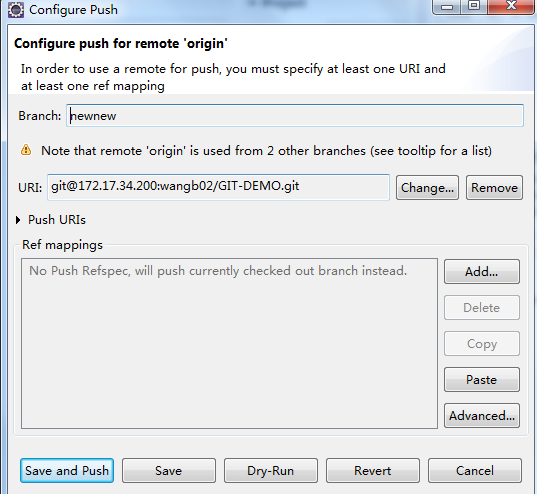 Configure Push
Configure push for remote 'origin'
In order to use a remote for push, you must specify at least one URI and
at least one ref mapping
Branch: newnew
Note that remote 'origin' is used from 2 other branches (see tooltip for a list)
URI: git@172.17.34.200:wangb02/GIT-DEMO.git Change... Remove
Push URIs
Ref mappings
No Push Refspec, will push currently checked out branch instead.
Add...
Delete
Copy
Paste
Advanced...
Save and Push Save Dry-Run Revert Cancel